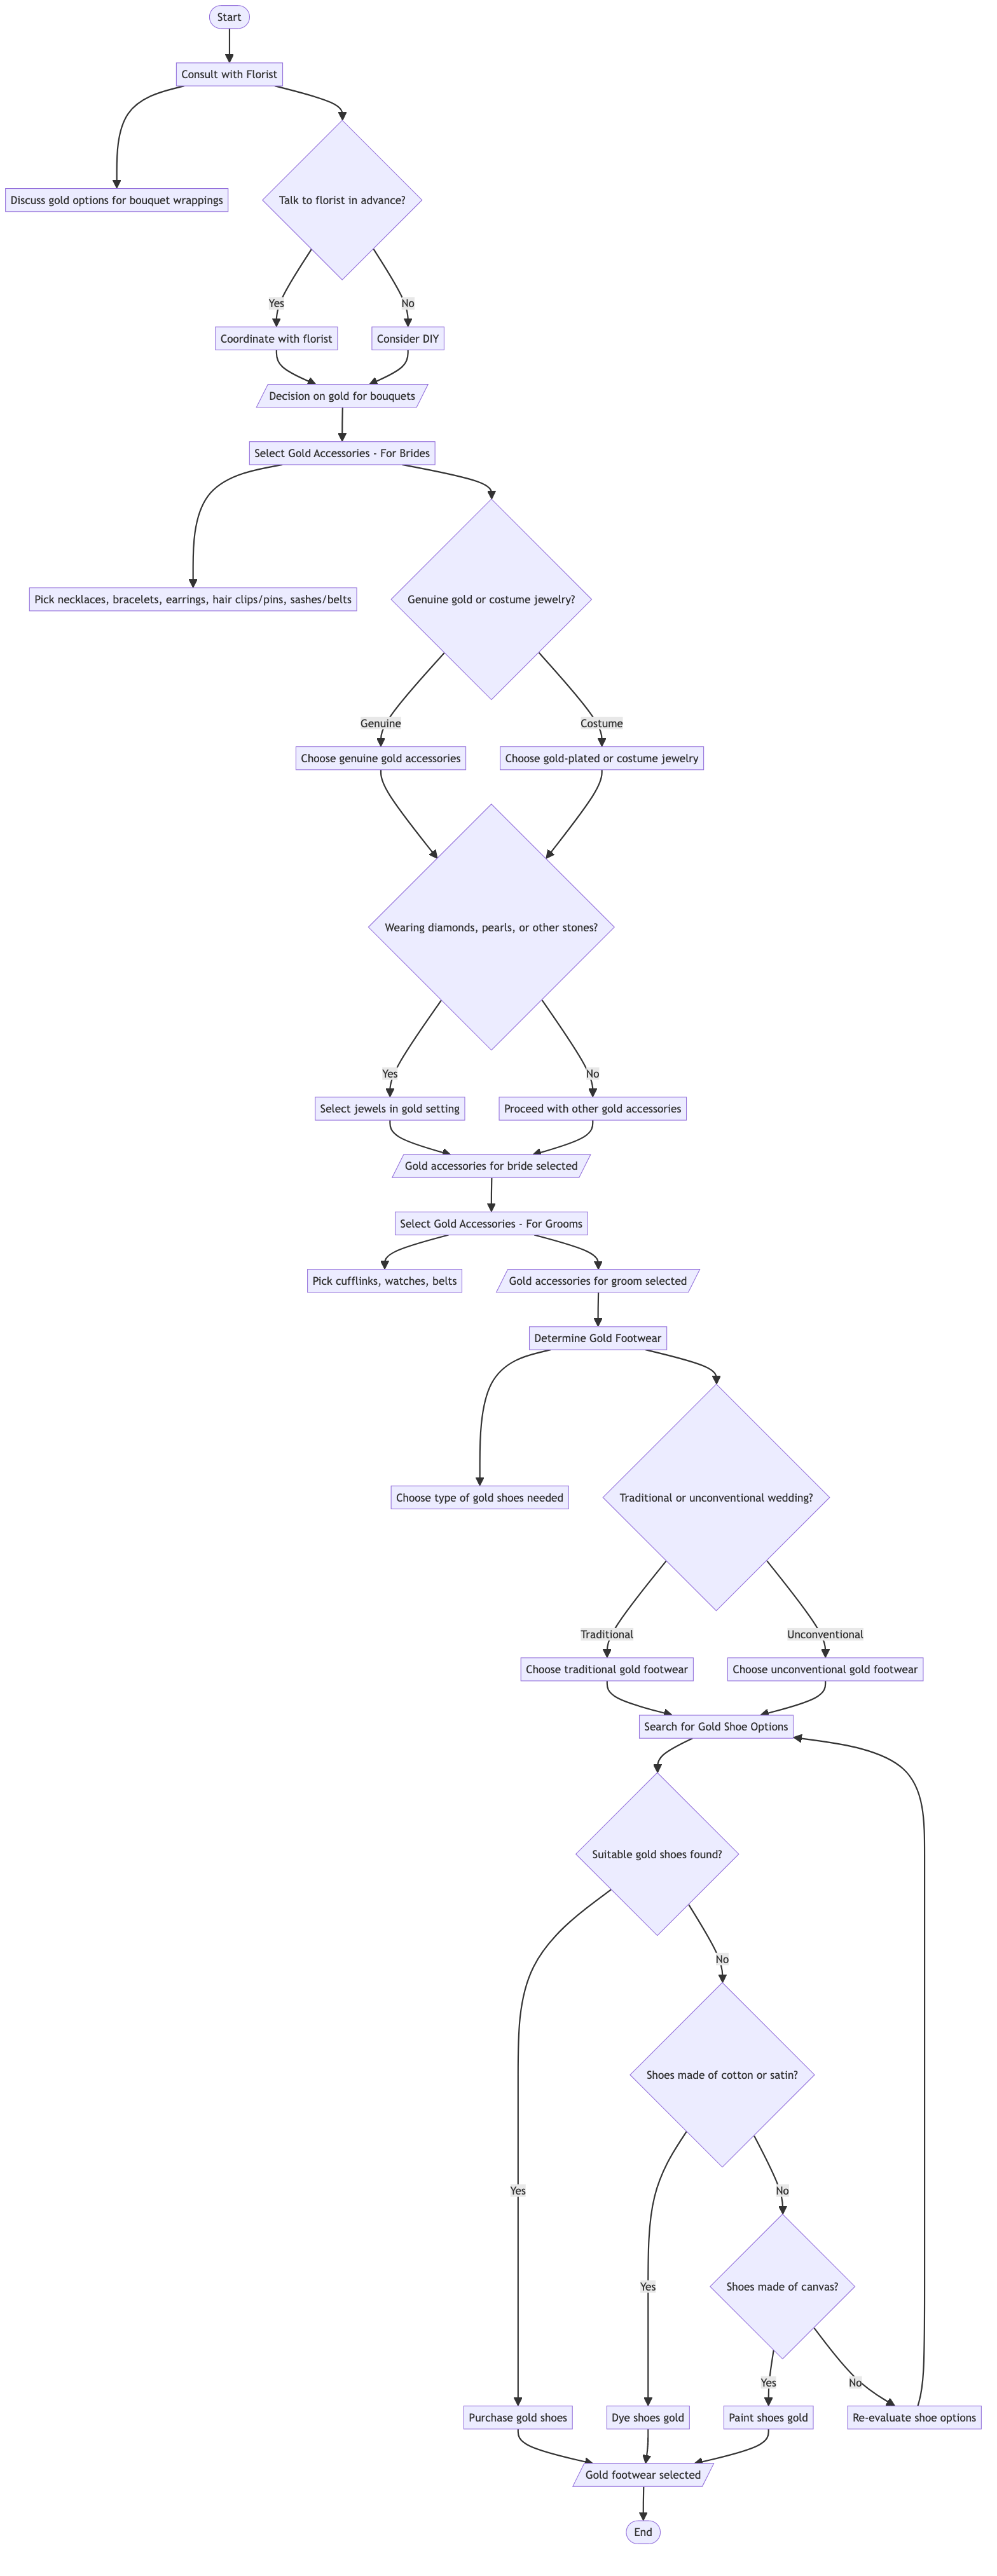 Start
Consult with Florist
Discuss gold options for bouquet wrappings
Talk to florist in advance?
Yes
No
Coordinate with florist
Consider DIY
Decision on gold for bouquets
Select Gold Accessories - For Brides
Pick necklaces, bracelets, earrings, hair clips/pins, sashes/belts
Genuine gold or costume jewelry?
Genuine
Costume
Choose genuine gold accessories
Choose gold-plated or costume jewelry
Wearing diamonds, pearls, or other stones?
Yes
No
Select jewels in gold setting
Proceed with other gold accessories
Gold accessories for bride selected
Select Gold Accessories - For Grooms
Pick cufflinks, watches, belts
Gold accessories for groom selected
Determine Gold Footwear
Choose type of gold shoes needed
Traditional or unconventional wedding?
Traditional
Unconventional
Choose traditional gold footwear
Choose unconventional gold footwear
Search for Gold Shoe Options
Suitable gold shoes found?
No
Shoes made of cotton or satin?
Yes
No
Yes
Shoes made of canvas?
Yes
No
Purchase gold shoes
Dye shoes gold
Paint shoes gold
Re-evaluate shoe options
Gold footwear selected
End